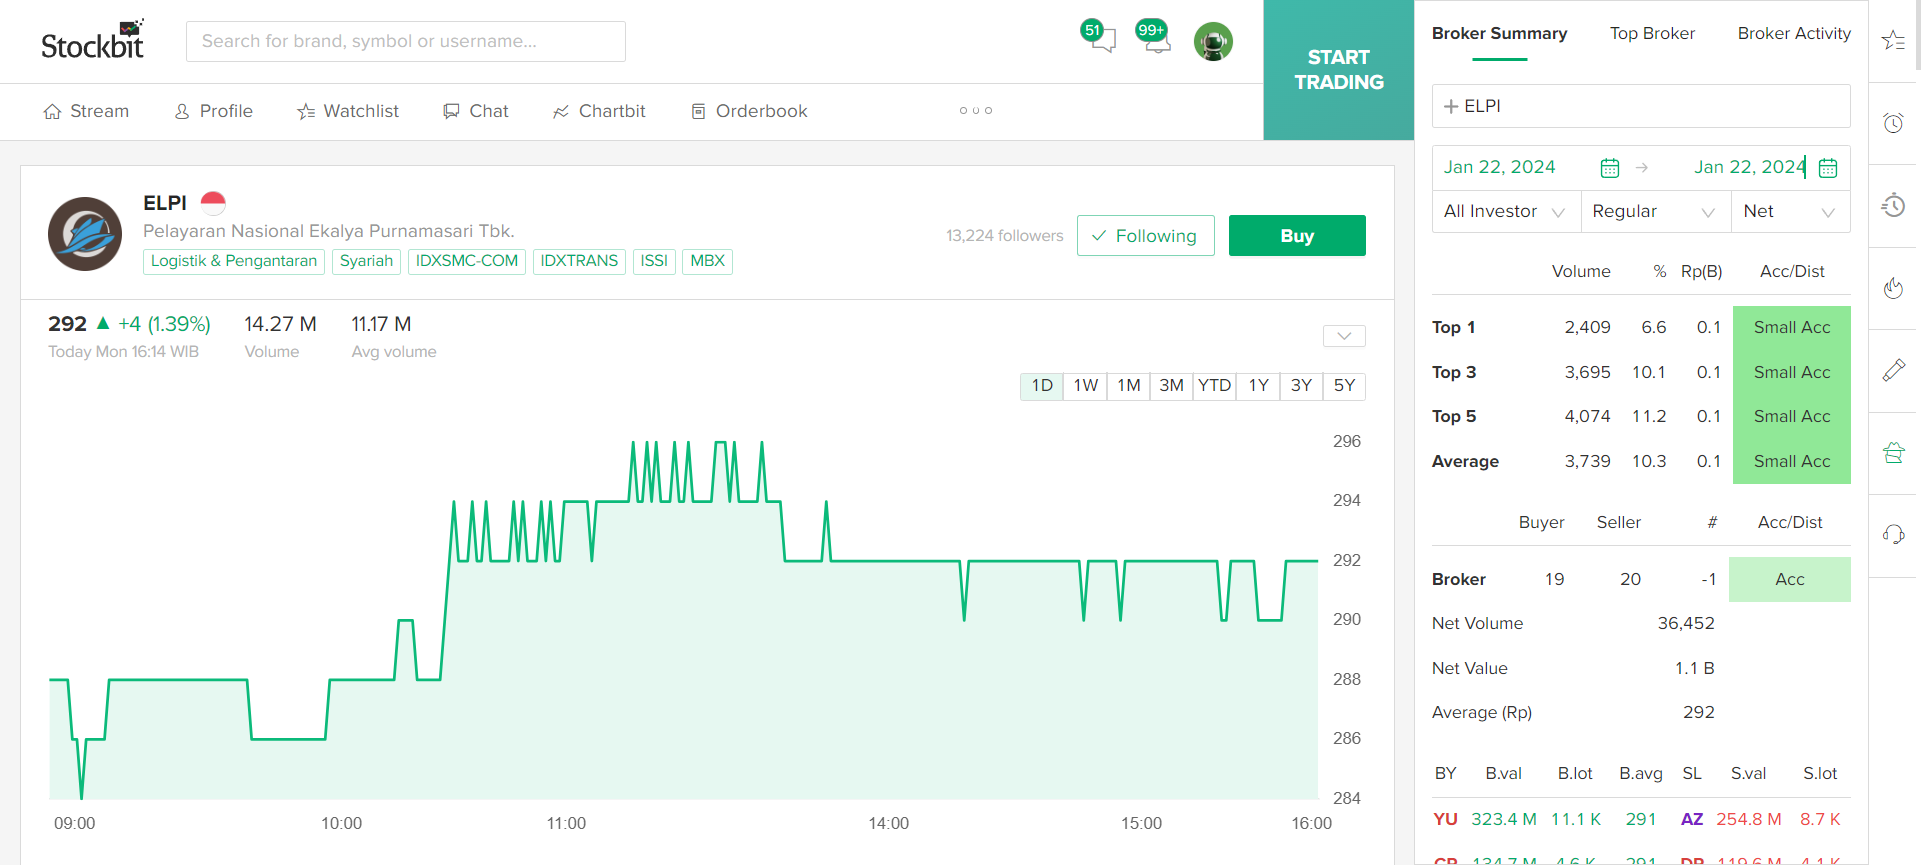 Stockbit
Search for brand, symbol or username...
51
99+
START
TRADING
Stream
Profile
Watchlist
Chat
Chartbit
Orderbook
ELPI
Pelayaran Nasional Ekalya Purnamasari Tbk.
Logistik & Pengantaran
Syariah
IDXSMC-COM
IDXTRANS
ISSI
MBX
13,224 followers
Following
Buy
292 ▲ +4 (1.39%)
Today Mon 16:14 WIB
14.27 M
Volume
11.17 M
Avg volume
1D 1W 1M 3M YTD 1Y 3Y 5Y
296
294
292
290
288
286
284
09:00 10:00 11:00 14:00 15:00 16:00
Broker Summary Top Broker Broker Activity
+ ELPI
Jan 22, 2024 → Jan 22, 2024
All Investor Regular Net
Volume % Rp(B) Acc/Dist
Top 1 2,409 6.6 0.1 Small Acc
Top 3 3,695 10.1 0.1 Small Acc
Top 5 4,074 11.2 0.1 Small Acc
Average 3,739 10.3 0.1 Small Acc
Buyer Seller # Acc/Dist
Broker 19 20 -1 Acc
Net Volume 36,452
Net Value 1.1 B
Average (Rp) 292
BY B.val B.lot B.avg SL S.val S.lot
YU 323.4 M 11.1 K 291 AZ 254.8 M 8.7 K